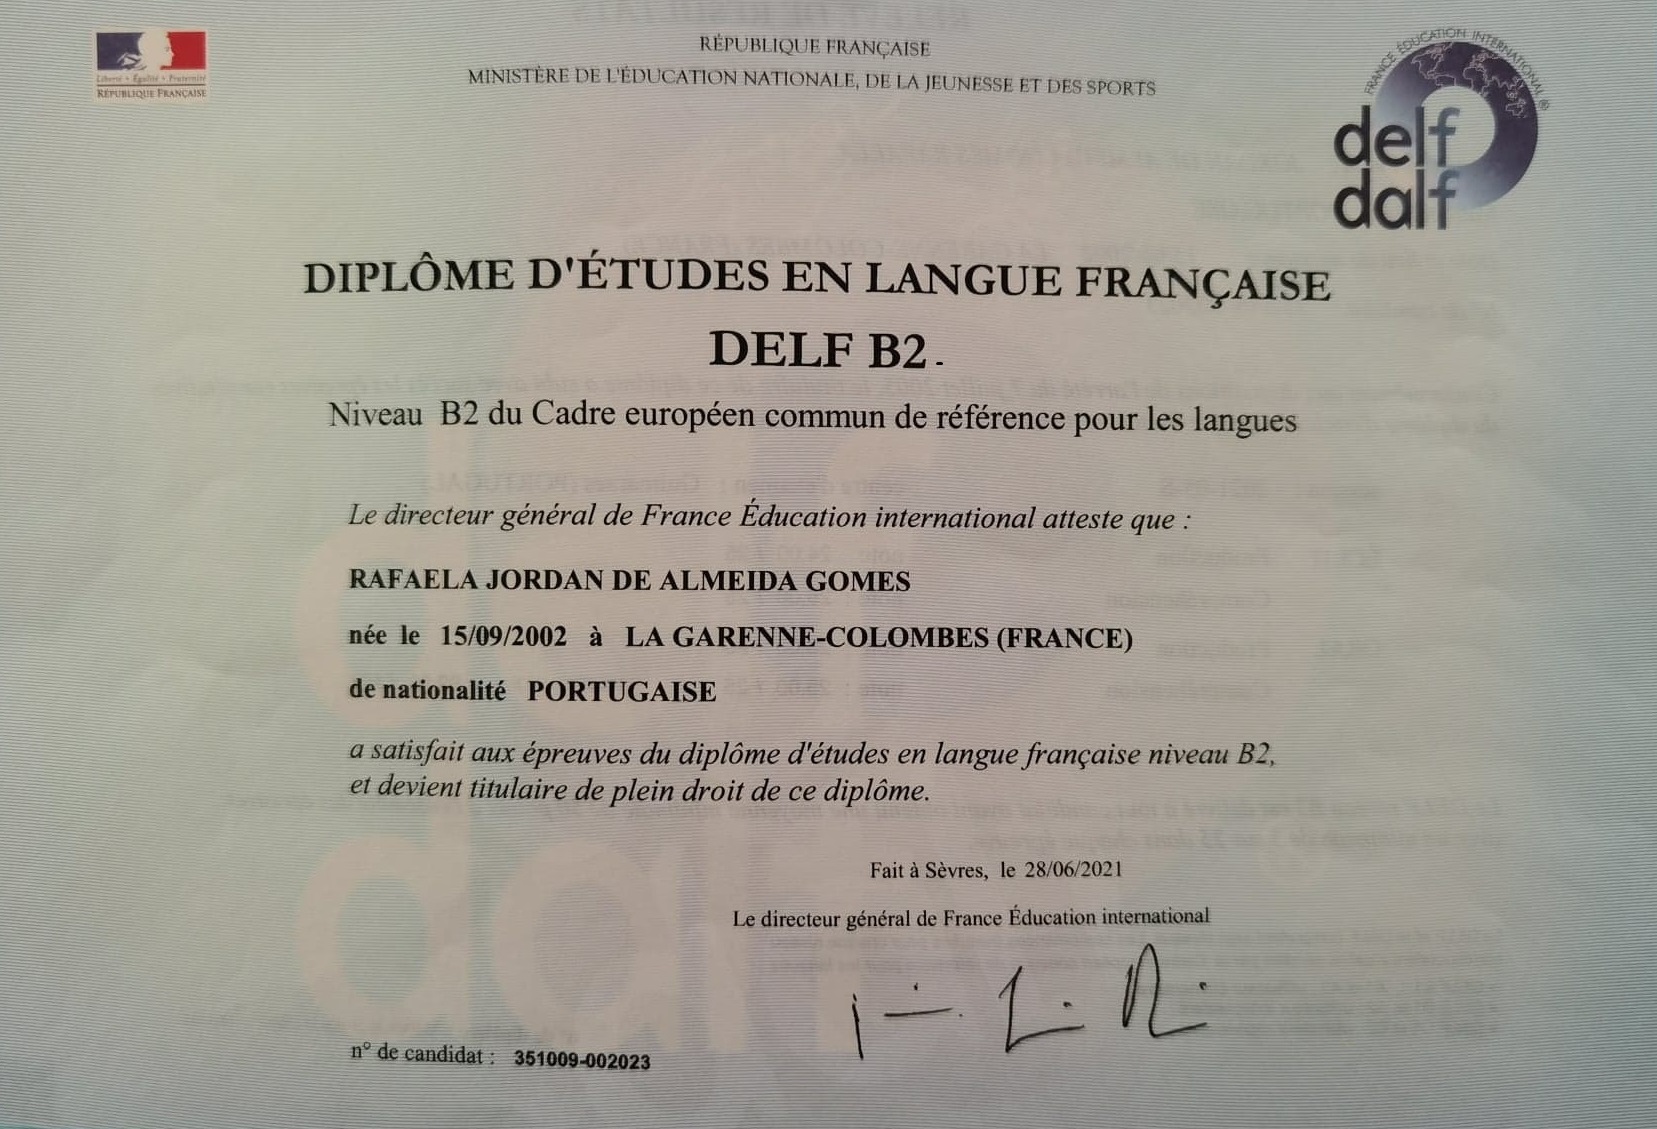 Liberté • Égalité • Fraternité
RÉPUBLIQUE FRANÇAISE
RÉPUBLIQUE FRANÇAISE
MINISTÈRE DE L'ÉDUCATION NATIONALE, DE LA JEUNESSE ET DES SPORTS
FRANCE ÉDUCATION INTERNATIONAL ®
delf
dalf
DIPLÔME D'ÉTUDES EN LANGUE FRANÇAISE
DELF B2 -
Niveau B2 du Cadre européen commun de référence pour les langues
Le directeur général de France Éducation international atteste que :
RAFAELA JORDAN DE ALMEIDA GOMES
née le 15/09/2002 à LA GARENNE-COLOMBES (FRANCE)
de nationalité PORTUGAISE
a satisfait aux épreuves du diplôme d'études en langue française niveau B2,
et devient titulaire de plein droit de ce diplôme.
Fait à Sèvres, le 28/06/2021
Le directeur général de France Éducation international
n° de candidat : 351009-002023